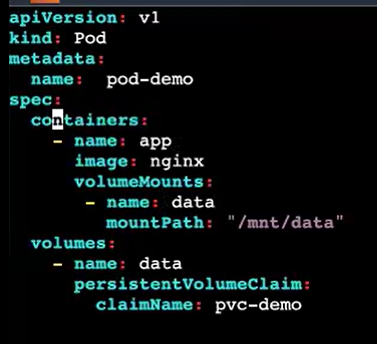 apiVersion: v1
kind: Pod
metadata:
  name:  pod-demo
spec:
  containers:
    - name: app
      image: nginx
      volumeMounts:
       - name: data
         mountPath: "/mnt/data"
  volumes:
    - name: data
      persistentVolumeClaim:
        claimName: pvc-demo